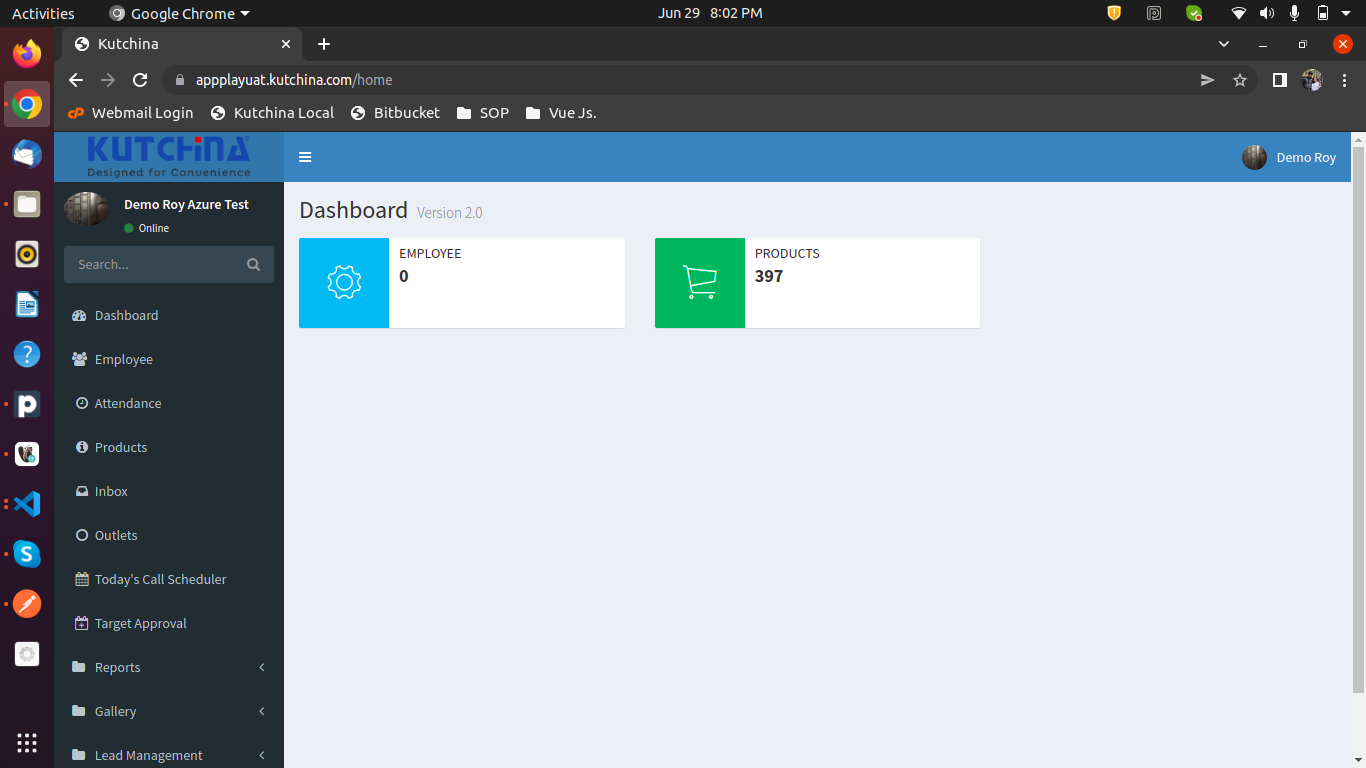 Activities
Google Chrome
Jun 29 8:02 PM
Kutchina
appplayuat.kutchina.com/home
Webmail Login
Kutchina Local
Bitbucket
SOP
Vue Js.
KUTCHINA®
Designed for Convenience
Demo Roy
Demo Roy Azure Test
Online
Search...
Dashboard
Employee
Attendance
Products
Inbox
Outlets
Today's Call Scheduler
Target Approval
Reports
Gallery
Lead Management
Dashboard Version 2.0
EMPLOYEE
0
PRODUCTS
397